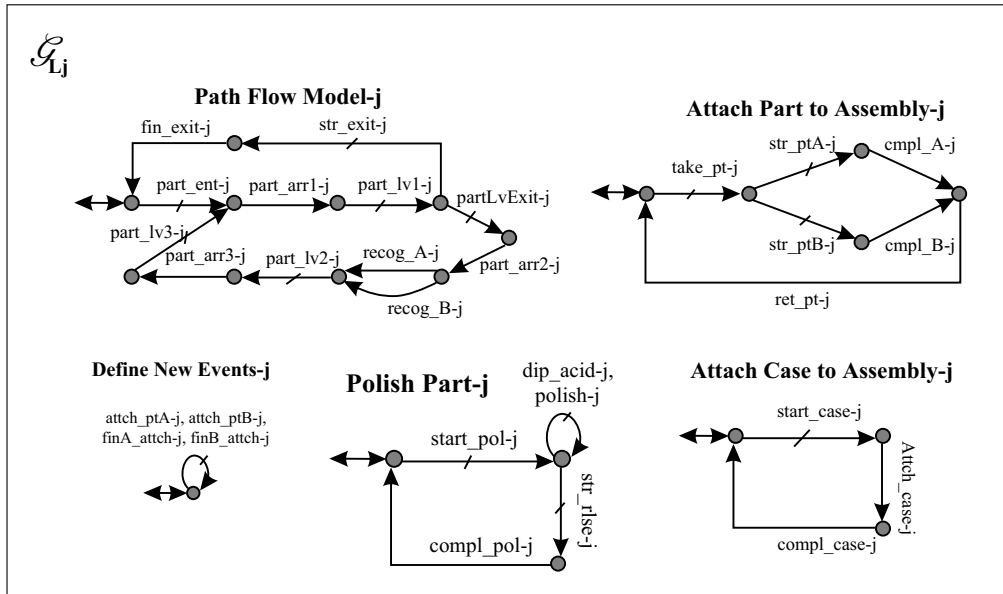 𝒢Lj
Path Flow Model-j
fin_exit-j
str_exit-j
part_ent-j
part_arr1-j
part_lv1-j
partLvExit-j
part_lv3-j
part_arr3-j
part_lv2-j
recog_A-j
part_arr2-j
recog_B-j
Attach Part to Assembly-j
str_ptA-j
cmpl_A-j
take_pt-j
str_ptB-j
cmpl_B-j
ret_pt-j
Define New Events-j
attch_ptA-j, attch_ptB-j,
finA_attch-j, finB_attch-j
Polish Part-j
dip_acid-j,
polish-j
start_pol-j
str_rlse-j
compl_pol-j
Attach Case to Assembly-j
start_case-j
Attch_case-j
compl_case-j